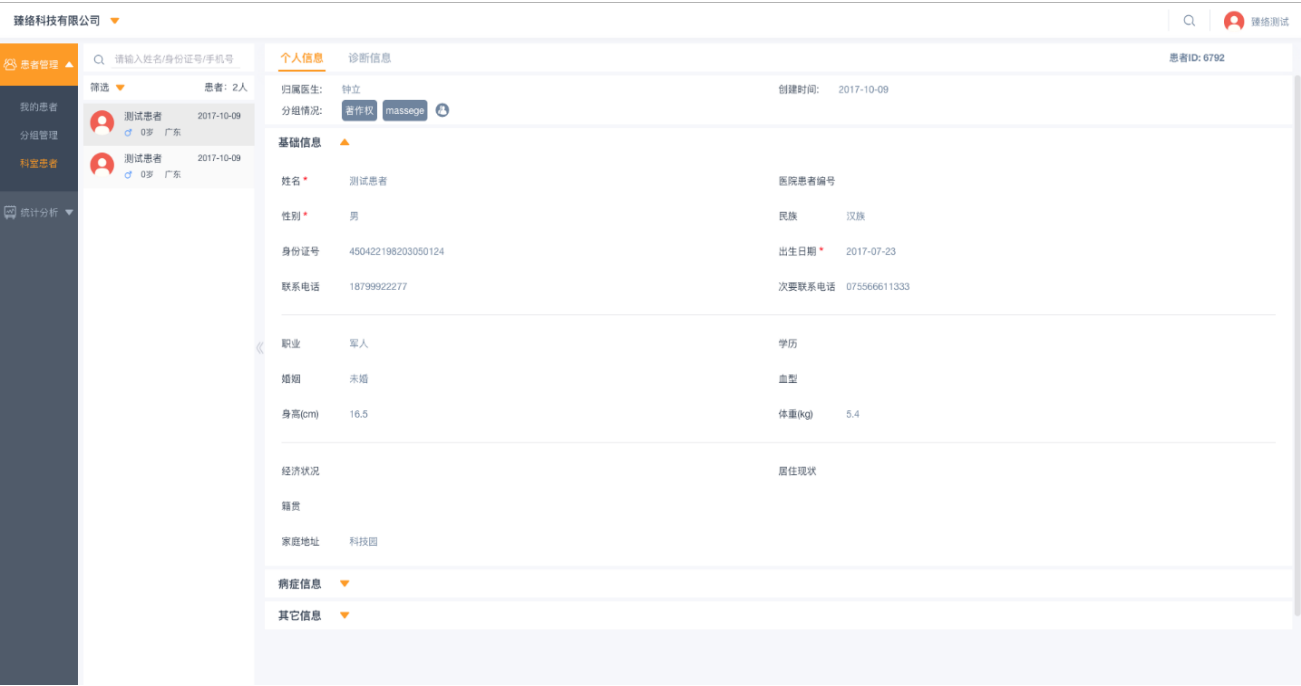 臻络科技有限公司
臻络测试
患者管理
我的患者
分组管理
科室患者
统计分析
请输入姓名/身份证号/手机号
筛选 患者: 2人
测试患者 2017-10-09
0岁 广东
测试患者 2017-10-09
0岁 广东
个人信息 诊断信息 患者ID: 6792
归属医生: 钟立 创建时间: 2017-10-09
分组情况: 著作权 massege
基础信息
姓名* 测试患者 医院患者编号
性别* 男 民族 汉族
身份证号 450422198203050124 出生日期* 2017-07-23
联系电话 18799922277 次要联系电话 075566611333
职业 军人 学历
婚姻 未婚 血型
身高(cm) 16.5 体重(kg) 5.4
经济状况 居住现状
籍贯
家庭地址 科技园
病症信息
其它信息